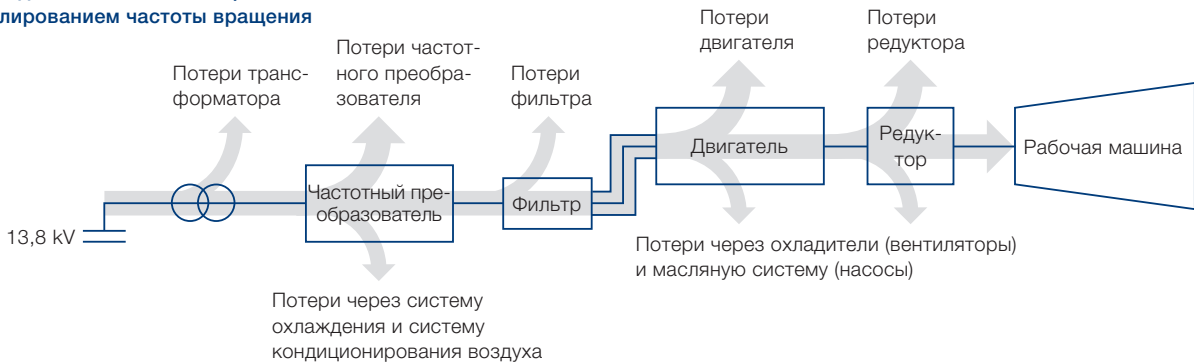 лированием частоты вращения
Потери транс-
форматора
Потери частот-
ного преобра-
зователя
Потери
фильтра
Потери
двигателя
Потери
редуктора
13,8 kV
Частотный пре-
образователь
Фильтр
Двигатель
Редук-
тор
Рабочая машина
Потери через систему
охлаждения и систему
кондиционирования воздуха
Потери через охладители (вентиляторы)
и масляную систему (насосы)